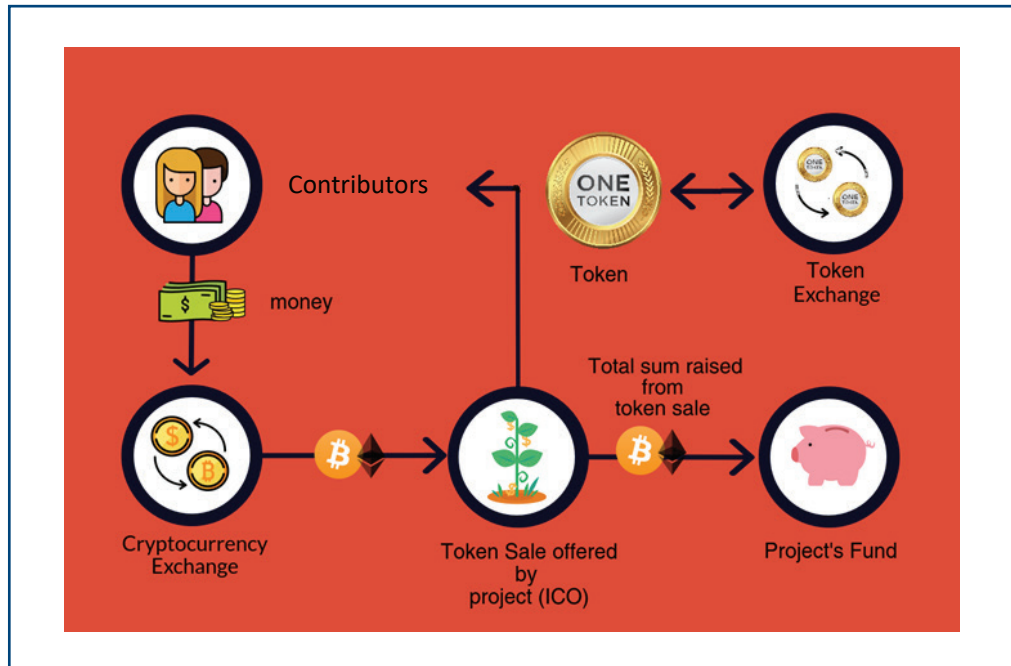 Contributors
ONE
TOKEN
Token
ONE
TOKEN
ONE
TOKEN
Token
Exchange
$
money
Total sum raised
from
token sale
$
B
B
B
Cryptocurrency
Exchange
Token Sale offered
by
project (ICO)
Project's Fund